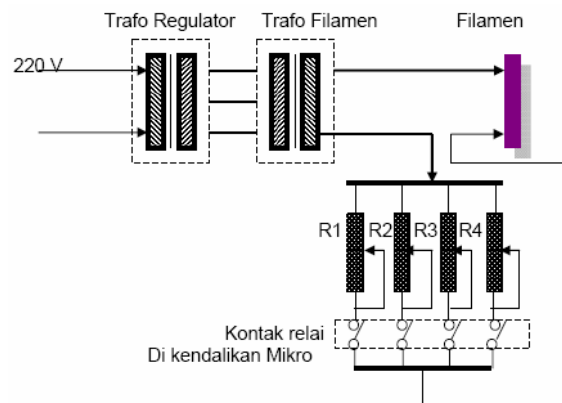 Trafo Regulator
Trafo Filamen
Filamen
220 V
R1
R2
R3
R4
Kontak relai
Di kendalikan Mikro